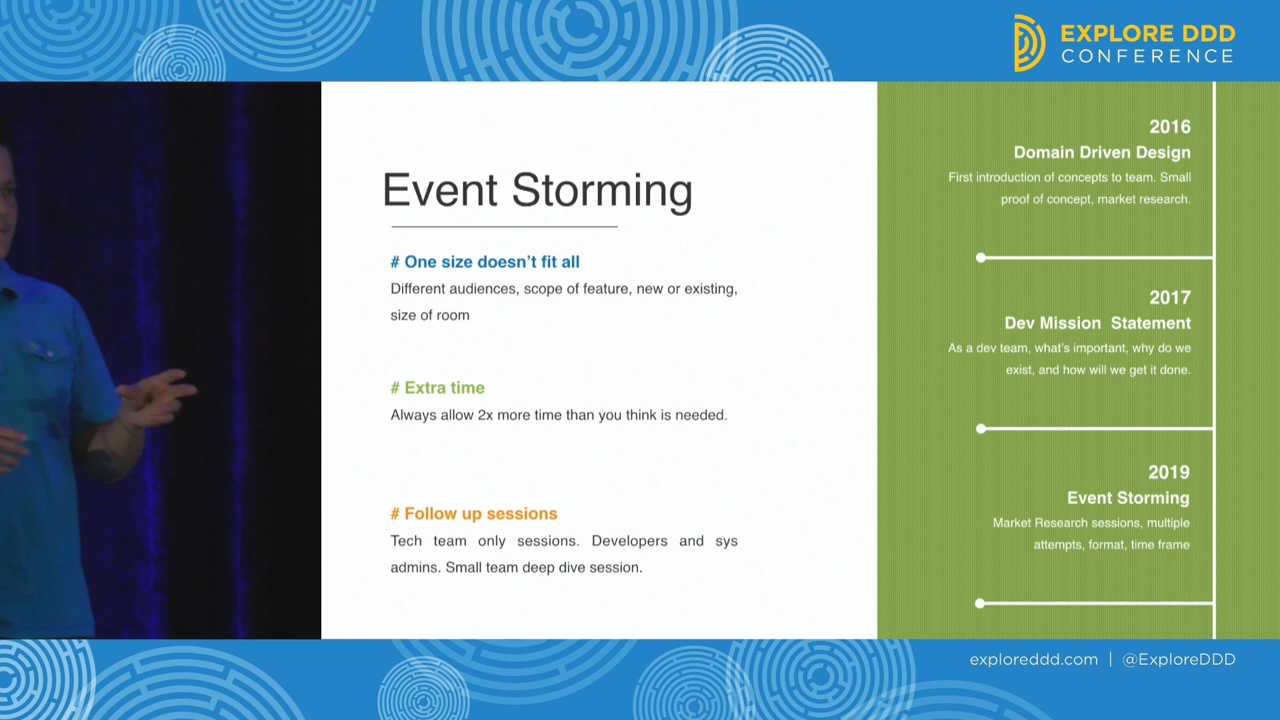 EXPLORE DDD
CONFERENCE
Event Storming
# One size doesn’t fit all
Different audiences, scope of feature, new or existing,
size of room
# Extra time
Always allow 2x more time than you think is needed.
# Follow up sessions
Tech team only sessions. Developers and sys
admins. Small team deep dive session.
2016
Domain Driven Design
First introduction of concepts to team. Small
proof of concept, market research.
2017
Dev Mission Statement
As a dev team, what’s important, why do we
exist, and how will we get it done.
2019
Event Storming
Market Research sessions, multiple
attempts, format, time frame
exploreddd.com | @ExploreDDD